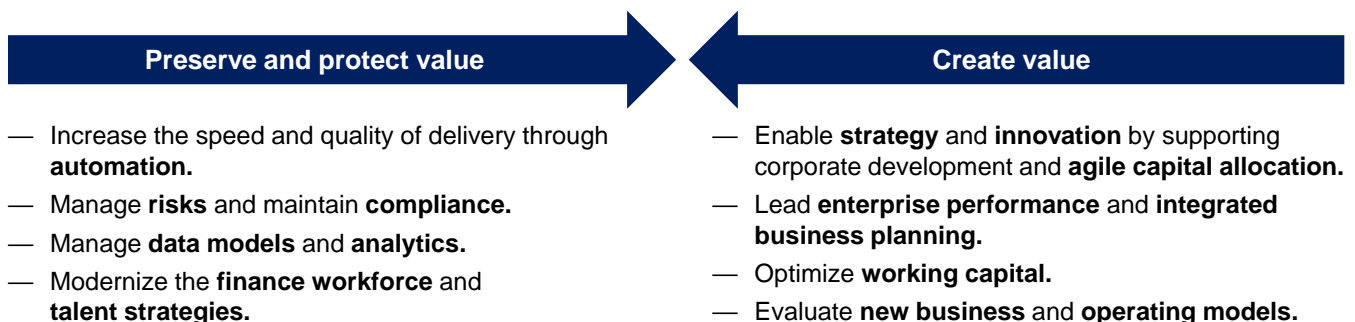 Preserve and protect value
— Increase the speed and quality of delivery through
automation.
— Manage risks and maintain compliance.
— Manage data models and analytics.
— Modernize the finance workforce and
talent strategies.
Create value
— Enable strategy and innovation by supporting
corporate development and agile capital allocation.
— Lead enterprise performance and integrated
business planning.
— Optimize working capital.
— Evaluate new business and operating models.